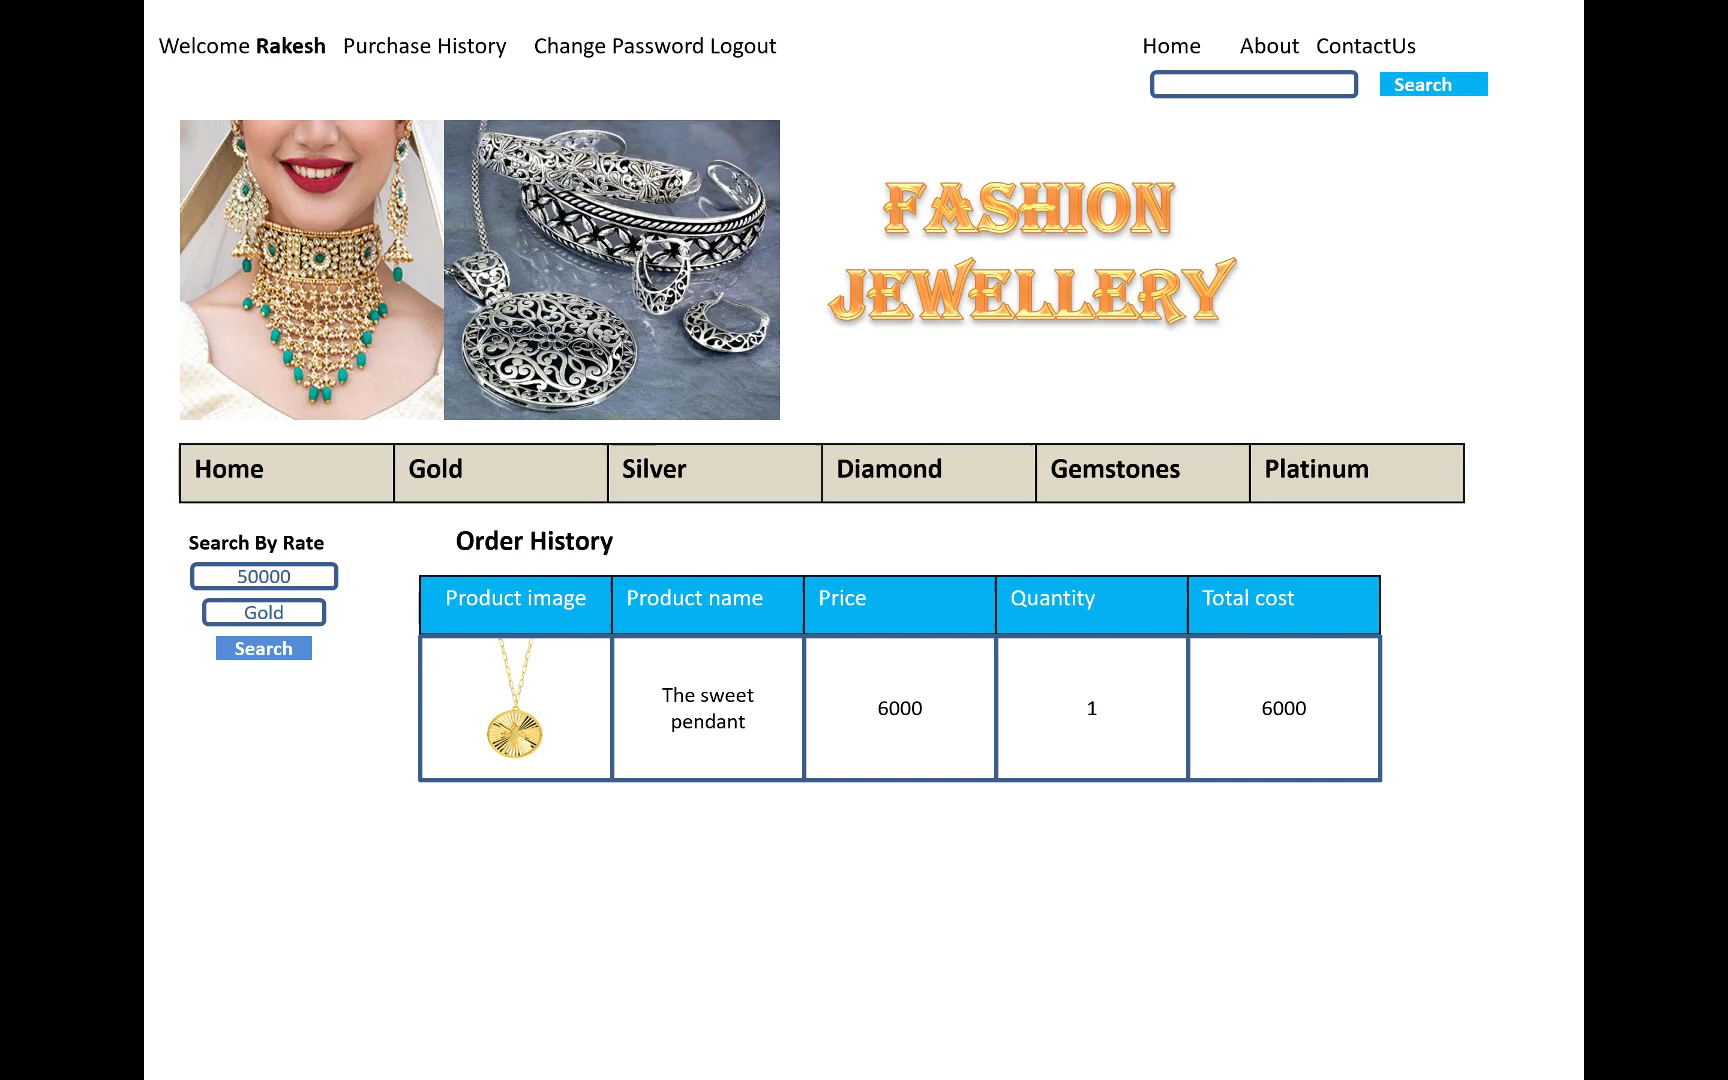 Welcome Rakesh Purchase History Change Password Logout
Home About ContactUs
Search
FASHION
JEWELLERY
Home Gold Silver Diamond Gemstones Platinum
Search By Rate
50000
Gold
Search
Order History
Product image Product name Price Quantity Total cost
The sweet
pendant
6000
1
6000